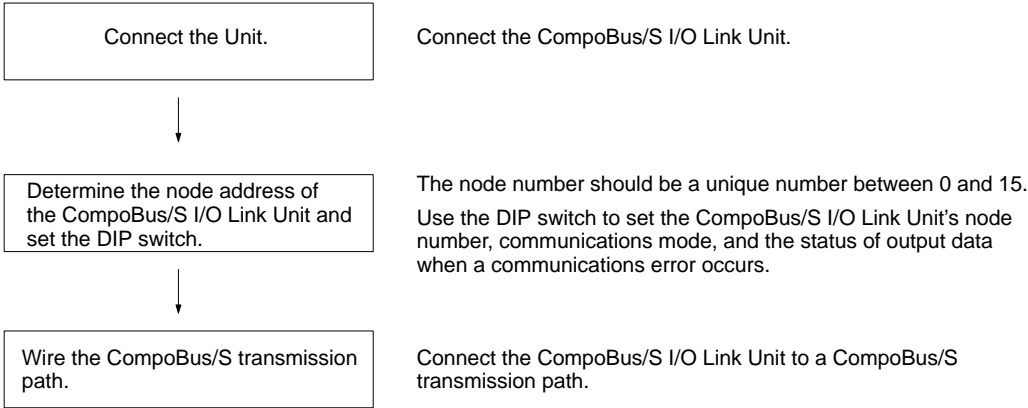 Connect the Unit.
Connect the CompoBus/S I/O Link Unit.
Determine the node address of
the CompoBus/S I/O Link Unit and
set the DIP switch.
The node number should be a unique number between 0 and 15.
Use the DIP switch to set the CompoBus/S I/O Link Unit's node
number, communications mode, and the status of output data
when a communications error occurs.
Wire the CompoBus/S transmission
path.
Connect the CompoBus/S I/O Link Unit to a CompoBus/S
transmission path.